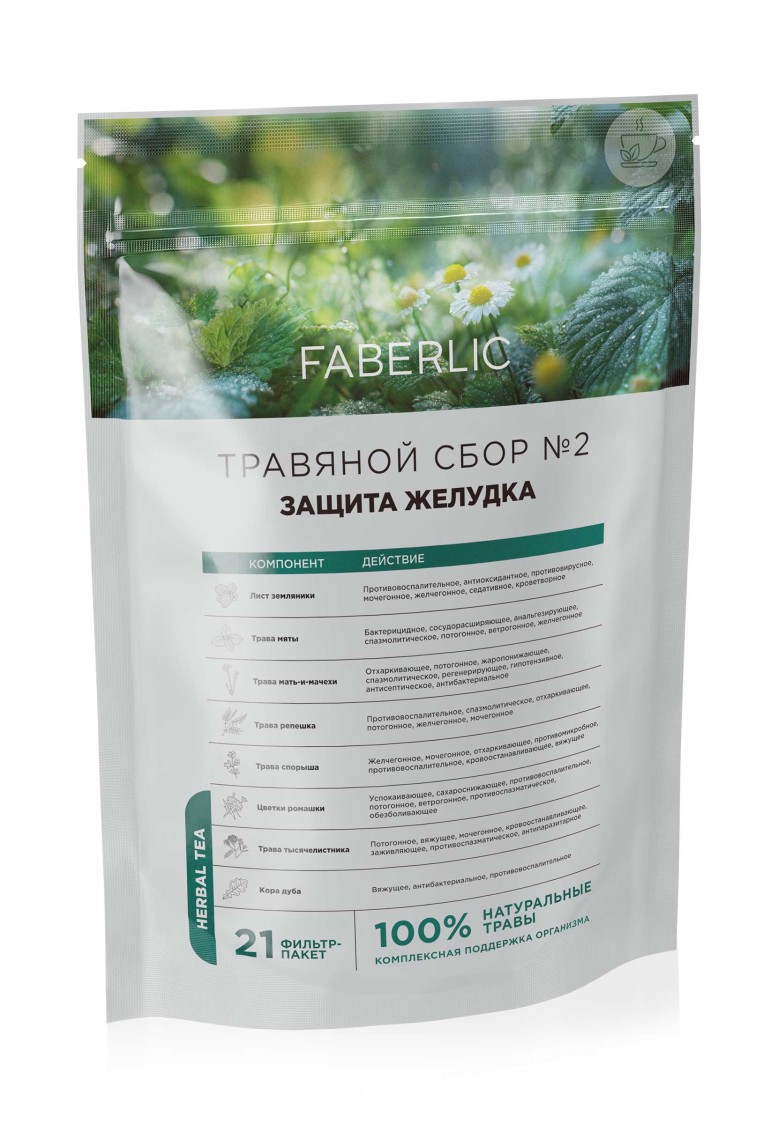 FABERLIC
ТРАВЯНОЙ СБОР №2
ЗАЩИТА ЖЕЛУДКА
КОМПОНЕНТ ДЕЙСТВИЕ
Лист земляники
Противовоспалительное, антиоксидантное, противовирусное,
мочегонное, желчегонное, седативное, кроветворное
Трава мяты
Бактерицидное, сосудорасширяющее, анальгезирующее,
спазмолитическое, потогонное, ветрогонное, желчегонное
Трава мать-и-мачехи
Отхаркивающее, потогонное, жаропонижающее,
спазмолитическое, регенерирующее, гипотензивное,
антисептическое, антибактериальное
Трава репешка
Противовоспалительное, спазмолитическое, отхаркивающее,
потогонное, желчегонное, мочегонное
Трава спорыша
Желчегонное, мочегонное, отхаркивающее, противомикробное,
противовоспалительное, кровоостанавливающее, вяжущее
Цветки ромашки
Успокаивающее, сахароснижающее, противовоспалительное,
потогонное, ветрогонное, противоспазматическое,
обезболивающее
Трава тысячелистника
Потогонное, вяжущее, мочегонное, кровоостанавливающее,
заживляющее, противоспазматическое, антипаразитарное
Кора дуба
Вяжущее, антибактериальное, противовоспалительное
HERBAL TEA
21 ФИЛЬТР-
ПАКЕТ
100% НАТУРАЛЬНЫЕ
ТРАВЫ
КОМПЛЕКСНАЯ ПОДДЕРЖКА ОРГАНИЗМА